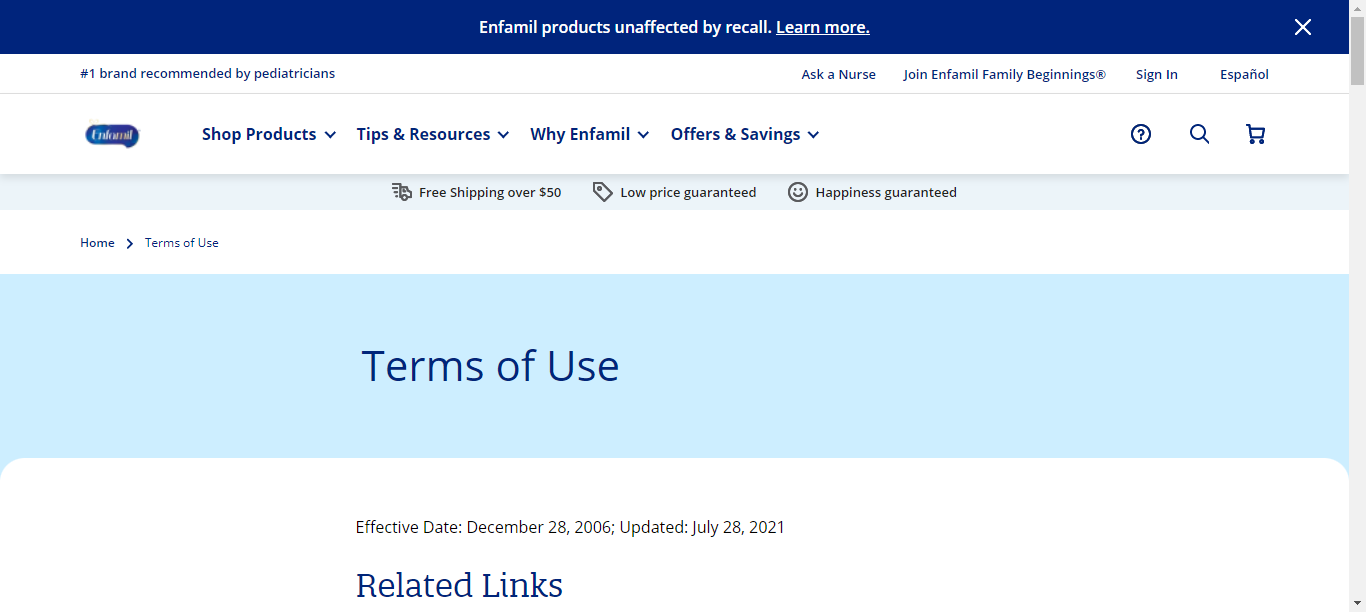 Enfamil products unaffected by recall. Learn more.
#1 brand recommended by pediatricians
Ask a Nurse
Join Enfamil Family Beginnings®
Sign In
Español
Enfamil
Shop Products
Tips & Resources
Why Enfamil
Offers & Savings
Free Shipping over $50
Low price guaranteed
Happiness guaranteed
Home
Terms of Use
Terms of Use
Effective Date: December 28, 2006; Updated: July 28, 2021
Related Links